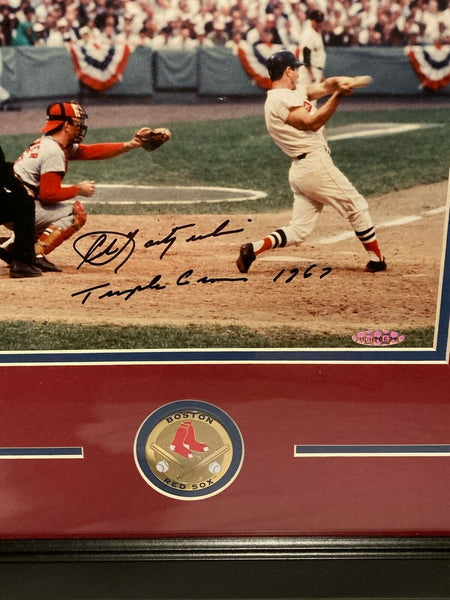 Carl Yastrzemski
Triple Crown 1967
BOSTON
RED SOX